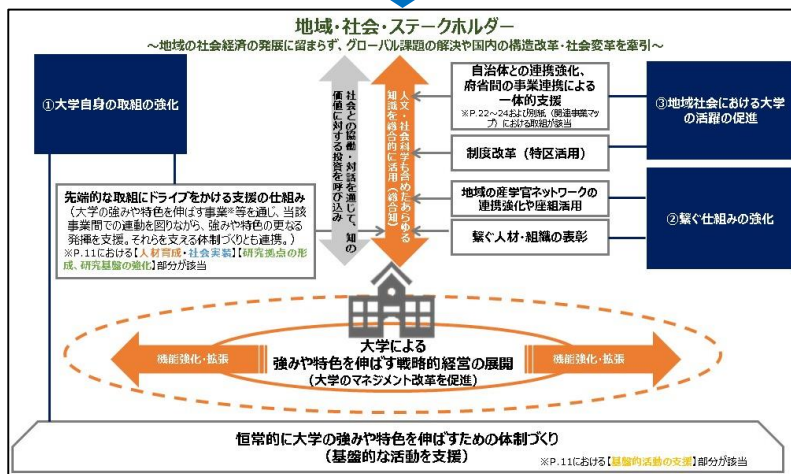 地域・社会・ステークホルダー
～地域の社会経済の発展に留まらず、グローバル課題の解決や国内の構造改革・社会変革を牽引～
①大学自身の取組の強化
社会との協働・対話を通じて、知の
価値に対する投資を呼び込み
人文・社会科学も含めたあらゆる
知識を総合的に活用（総合知）
自治体との連携強化、
府省間の事業連携による
一体的支援
※P.22～24および別紙（関連事業マッ
プ）における取組が該当
③地域社会における大学
の活躍の促進
制度改革（特区活用）
先端的な取組にドライブをかける支援の仕組み
（大学の強みや特色を伸ばす事業※等を通じ、当該
事業間での連動を図りながら、強みや特色の更なる
発揮を支援。それらを支える体制づくりとも連携。）
※P.11における【人材育成・社会実装】【研究拠点の形
成、研究基盤の強化】部分が該当
地域の産学官ネットワークの
連携強化や座組活用
②繋ぐ仕組みの強化
繋ぐ人材・組織の表彰
大学による
強みや特色を伸ばす戦略的経営の展開
（大学のマネジメント改革を促進）
機能強化・拡張
機能強化・拡張
恒常的に大学の強みや特色を伸ばすための体制づくり
（基盤的な活動を支援）
※P.11における【基盤的活動の支援】部分が該当